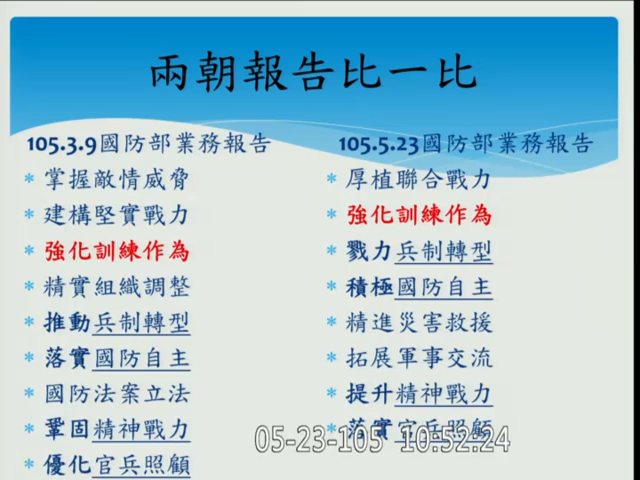 兩朝報告比一比
105.3.9國防部業務報告
掌握敵情威脅
建構堅實戰力
強化訓練作為
精實組織調整
推動兵制轉型
落實國防自主
國防法案立法
鞏固精神戰力
優化官兵照顧
105.5.23國防部業務報告
厚植聯合戰力
強化訓練作為
戮力兵制轉型
積極國防自主
精進災害救援
拓展軍事交流
提升精神戰力
落實官兵照顧
05-23-105 10:52:24